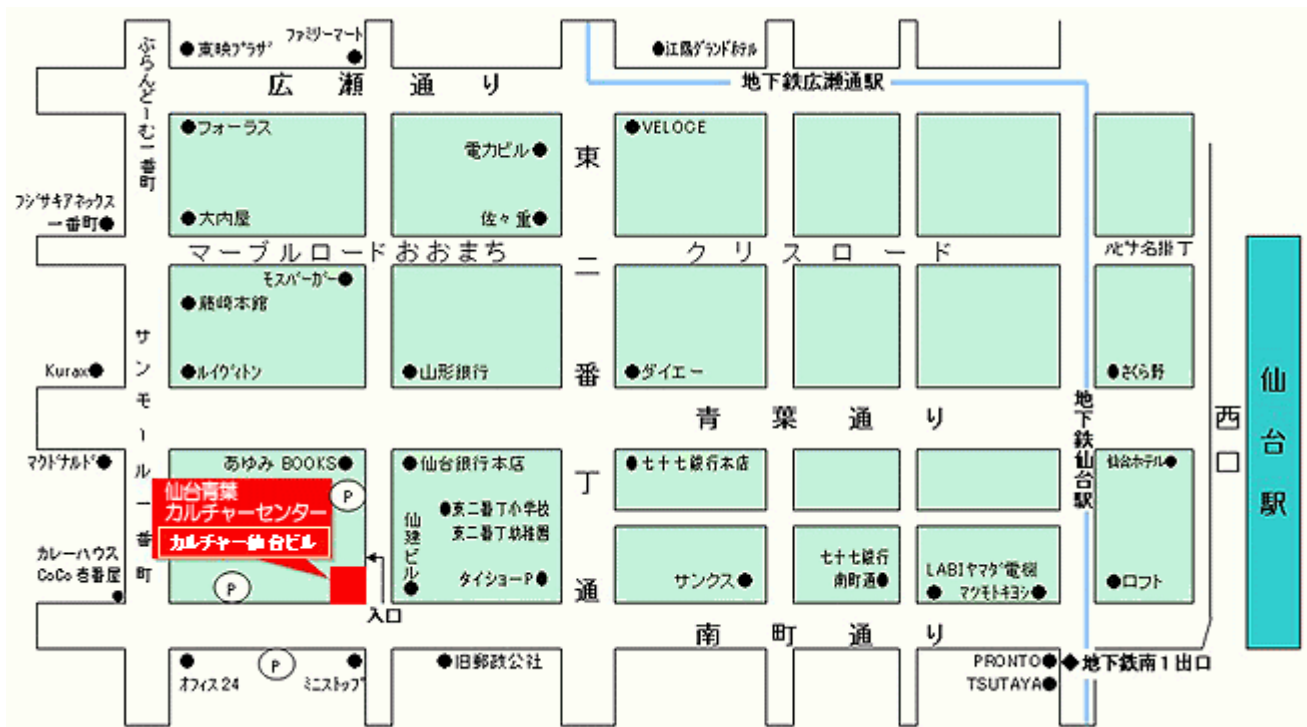 ぶらんどーむ一番町
●東映プラザ
ファミリーマート
●江陽グランドホテル
広瀬通り
地下鉄広瀬通駅
●フォーラス
電力ビル●
●VELOCE
東二番丁通
フジサキアネックス
一番町●
●大内屋
佐々重●
マーブルロードおおまち
クリスロード
ハピナ名掛丁
モスバーガー●
●藤崎本館
サンモール一番町
Kurax●
●ルイヴィトン
●山形銀行
●ダイエー
●さくら野
青葉通り
地下鉄仙台駅
西口
仙台駅
マクドナルド●
あゆみ BOOKS●
●仙台銀行本店
●七十七銀行本店
仙台ホテル●
P
仙台青葉
カルチャーセンター
カルチャー仙台ビル
仙建ビル●
●東二番丁小学校
東二番丁幼稚園
カレーハウス
CoCo壱番屋
●
P
タイショーP●
サンクス●
七十七銀行
南町通●
LABIヤマダ電機
●
マツモトキヨシ●
●ロフト
入口
南町通り
オフィス24
P
ミニストップ
●旧郵政公社
PRONTO●
◆地下鉄南1出口
TSUTAYA●